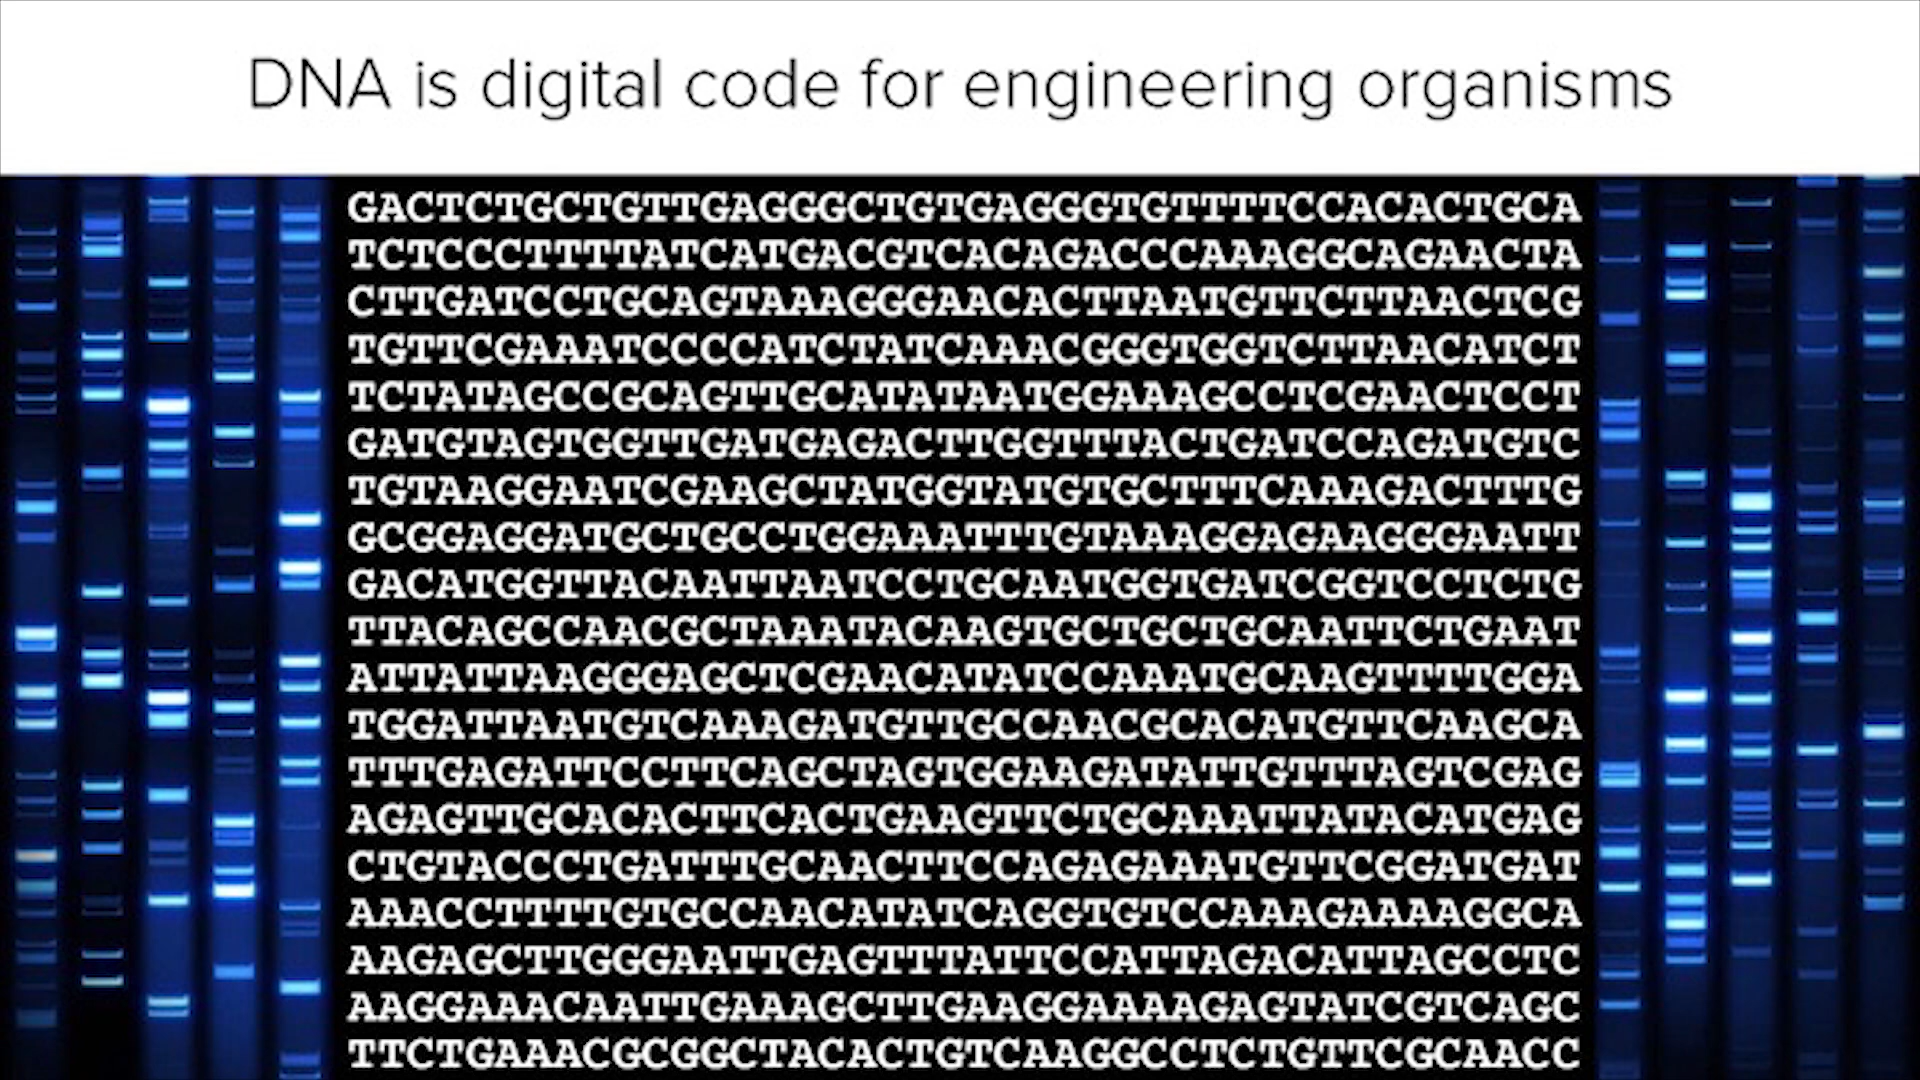 DNA is digital code for engineering organisms
GACTCTGCTGTTGAGGGCTGTGAGGGTGTTTTCCACACTGCA
TCTCCCTTTTATCATGACGTCACAGACCCAAAGGCAGAACTA
CTTGATCCTGCAGTAAAGGGAACACTTAATGTTCTTAACTCG
TGTTCGAAATCCCCATCTATCAAACGGGTGGTCTTAACATCT
TCTATAGCCGCAGTTGCATATAATGGAAAGCCTCGAACTCCT
GATGTAGTGGTTGATGAGACTTGGTTTACTGATCCAGATGTC
TGTAAGGAATCGAAGCTATGGTATGTGCTTTCAAAGACTTTG
GCGGAGGATGCTGCCTGGAAATTTGTAAAGGAGAAGGGAATT
GACATGGTTACAATTAATCCTGCAATGGTGATCGGTCCTCTG
TTACAGCCAACGCTAAATACAAGTGCTGCTGCAATTCTGAAT
ATTATTAAGGGAGCTCGAACATATCCAAATGCAAGTTTTGGA
TGGATTAATGTCAAAGATGTTGCCAACGCACATGTTCAAGCA
TTTGAGATTCCTTCAGCTAGTGGAAGATATTGTTTAGTCGAG
AGAGTTGCACACTTCACTGAAGTTCTGCAAATTATACATGAG
CTGTACCCTGATTTGCAACTTCCAGAGAAATGTTCGGATGAT
AAACCTTTTGTGCCAACATATCAGGTGTCCAAAGAAAAGGCA
AAGAGCTTGGGAATTGAGTTTATTCCATTAGACATTAGCCTC
AAGGAAACAATTGAAAGCTTGAAGGAAAAGAGTATCGTCAGC
TTCTGAAACGCGGCTACACTGTCAAGGCCTCTGTTCGCAACC